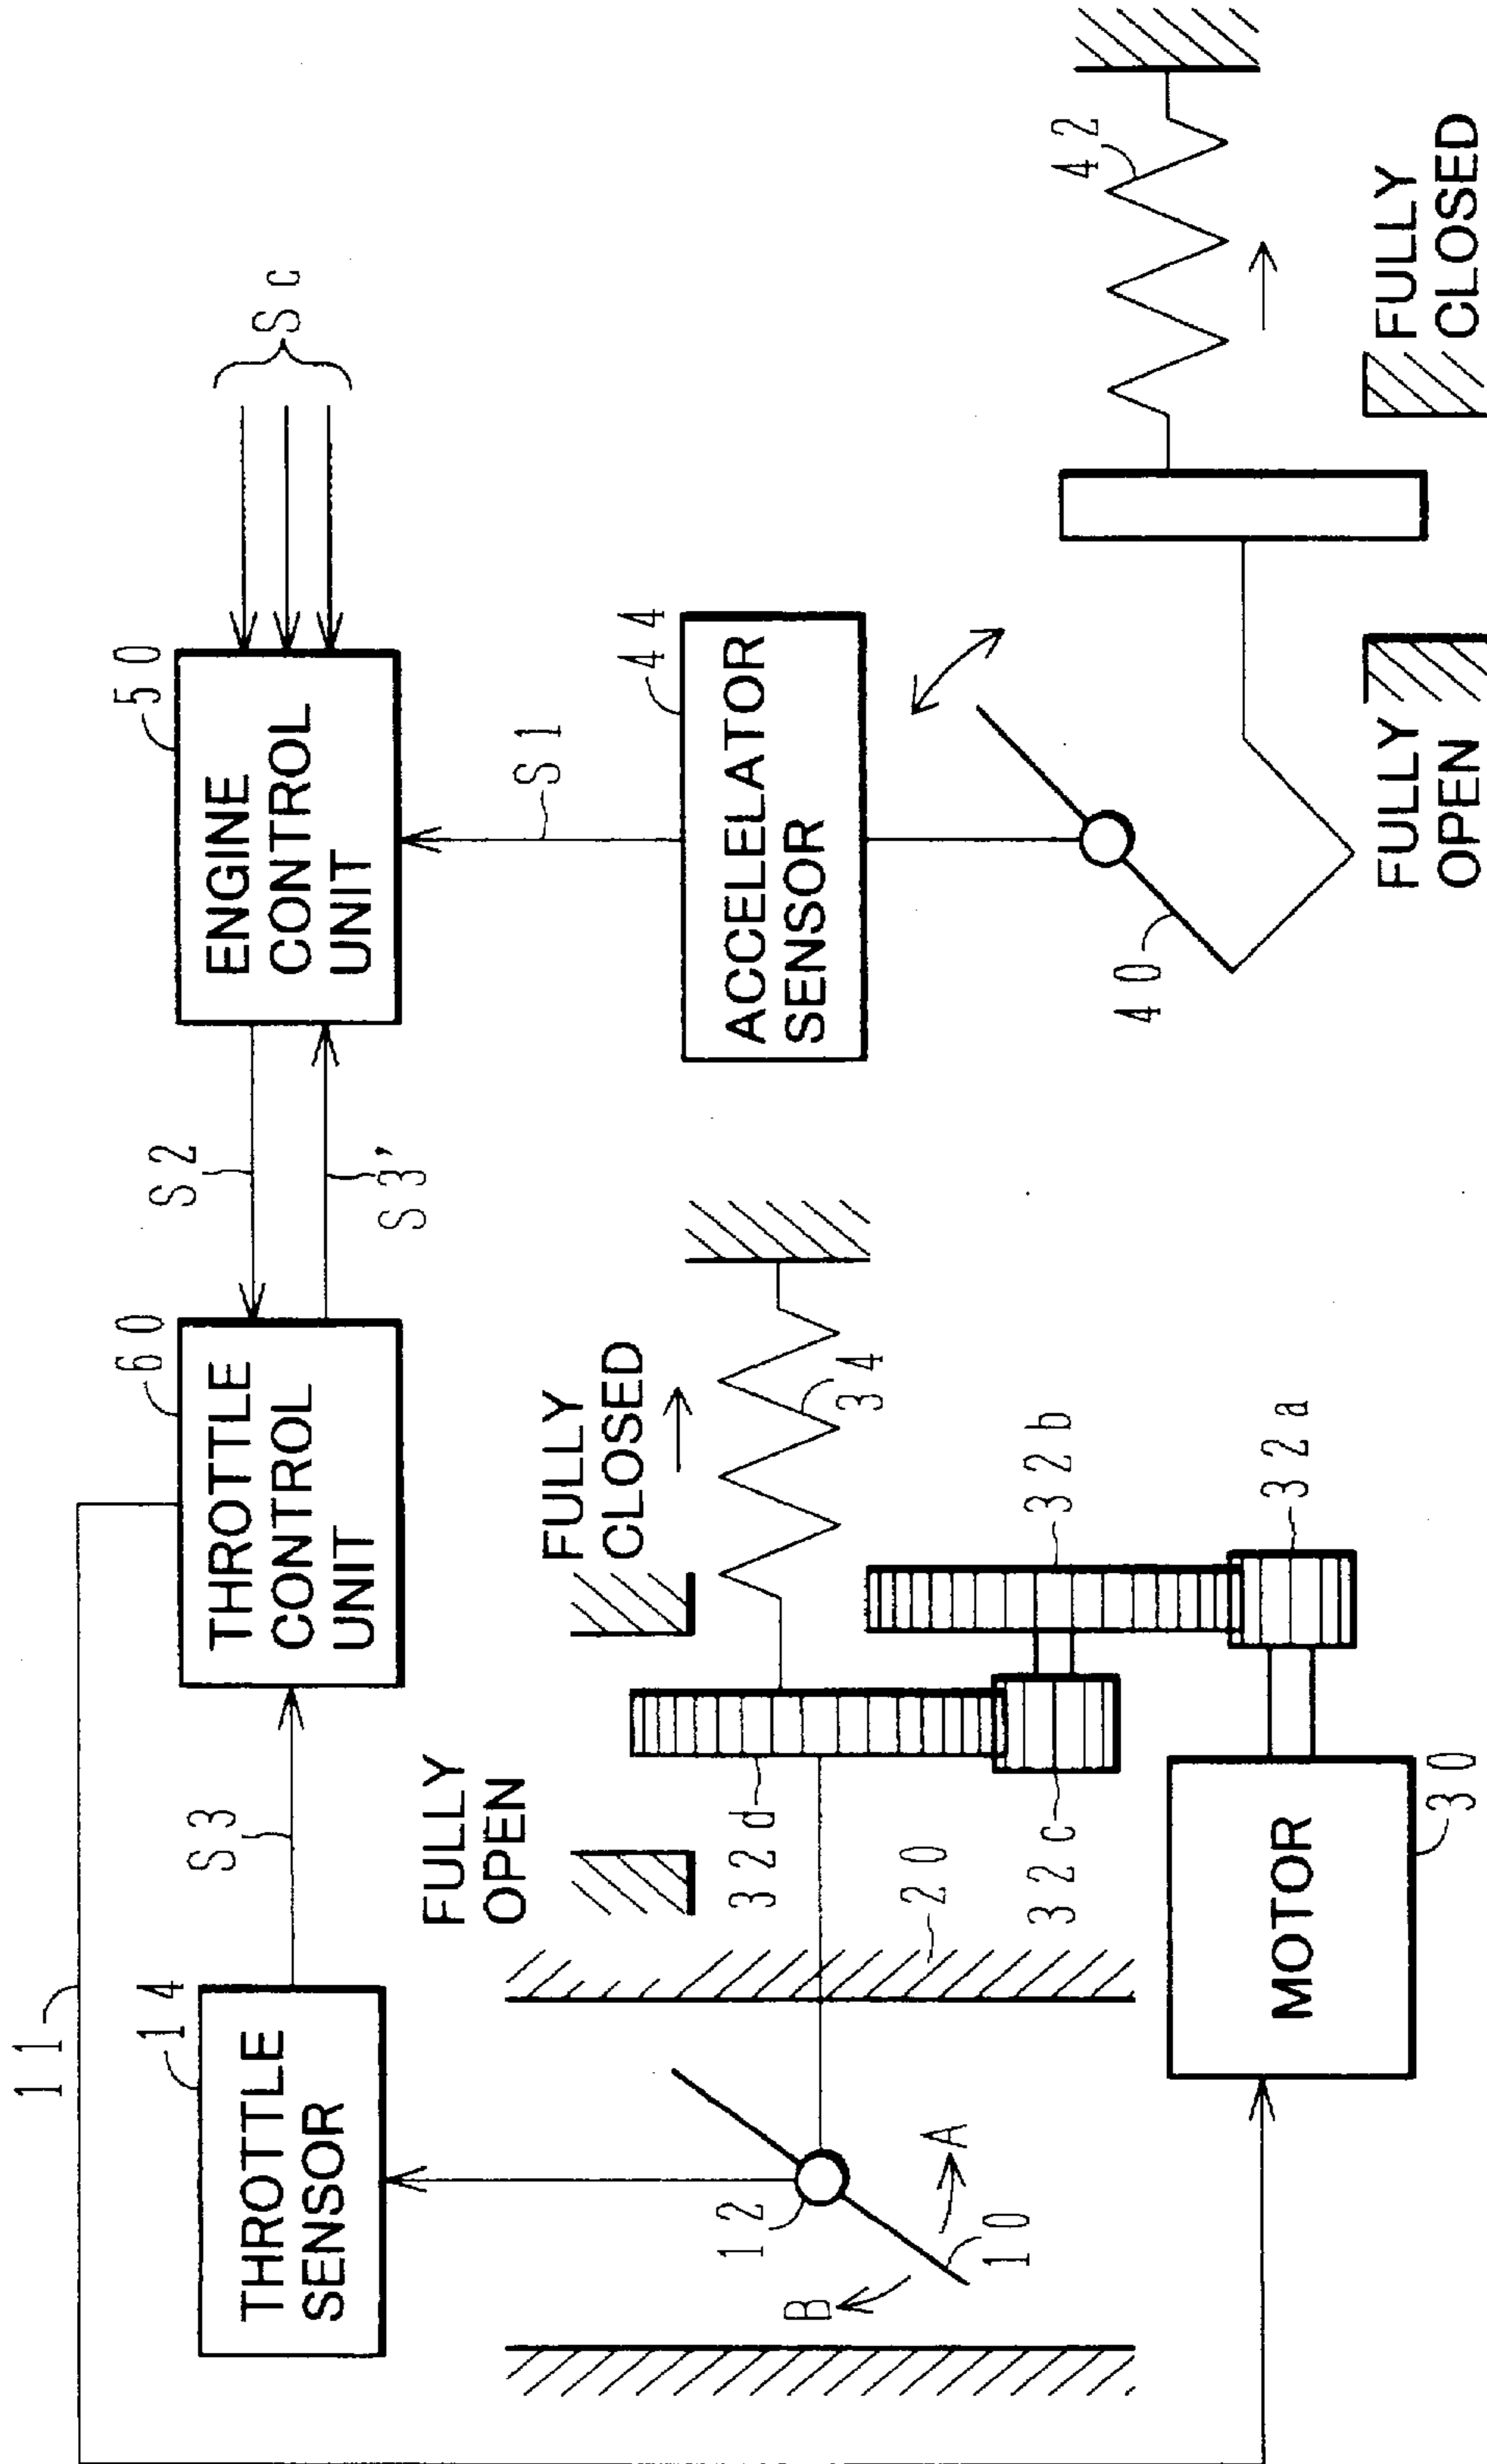 11
THROTTLE
SENSOR
14
S3
THROTTLE
CONTROL
UNIT
60
S2
S3'
ENGINE
CONTROL
UNIT
50
Sc
S1
ACCELELATOR
SENSOR
44
FULLY
OPEN
FULLY
CLOSED
12
B
A
10
32d
34
20
32c
32b
32a
MOTOR
30
40
42
FULLY
OPEN
FULLY
CLOSED